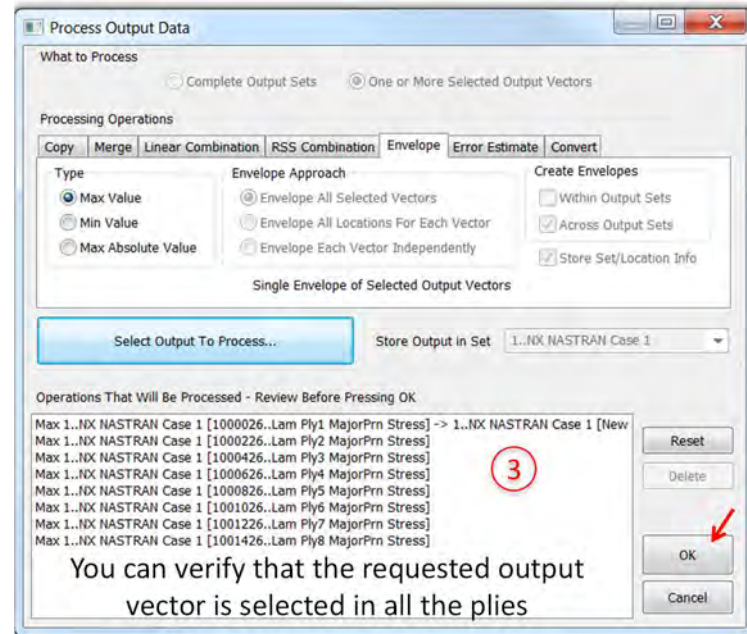 Process Output Data
What to Process
Complete Output Sets One or More Selected Output Vectors
Processing Operations
Copy Merge Linear Combination RSS Combination Envelope Error Estimate Convert
Type Envelope Approach Create Envelopes
Max Value Envelope All Selected Vectors Within Output Sets
Min Value Envelope All Locations For Each Vector Across Output Sets
Max Absolute Value Envelope Each Vector Independently Store Set/Location Info
Single Envelope of Selected Output Vectors
Select Output To Process... Store Output in Set 1..NX NASTRAN Case 1
Operations That Will Be Processed - Review Before Pressing OK
Max 1..NX NASTRAN Case 1 [1000026..Lam Ply1 MajorPrn Stress] -> 1..NX NASTRAN Case 1 [New
Max 1..NX NASTRAN Case 1 [1000226..Lam Ply2 MajorPrn Stress]
Max 1..NX NASTRAN Case 1 [1000426..Lam Ply3 MajorPrn Stress]
Max 1..NX NASTRAN Case 1 [1000626..Lam Ply4 MajorPrn Stress]
Max 1..NX NASTRAN Case 1 [1000826..Lam Ply5 MajorPrn Stress]
Max 1..NX NASTRAN Case 1 [1001026..Lam Ply6 MajorPrn Stress]
Max 1..NX NASTRAN Case 1 [1001226..Lam Ply7 MajorPrn Stress]
Max 1..NX NASTRAN Case 1 [1001426..Lam Ply8 MajorPrn Stress]
3
You can verify that the requested output
vector is selected in all the plies
Reset
Delete
OK
Cancel